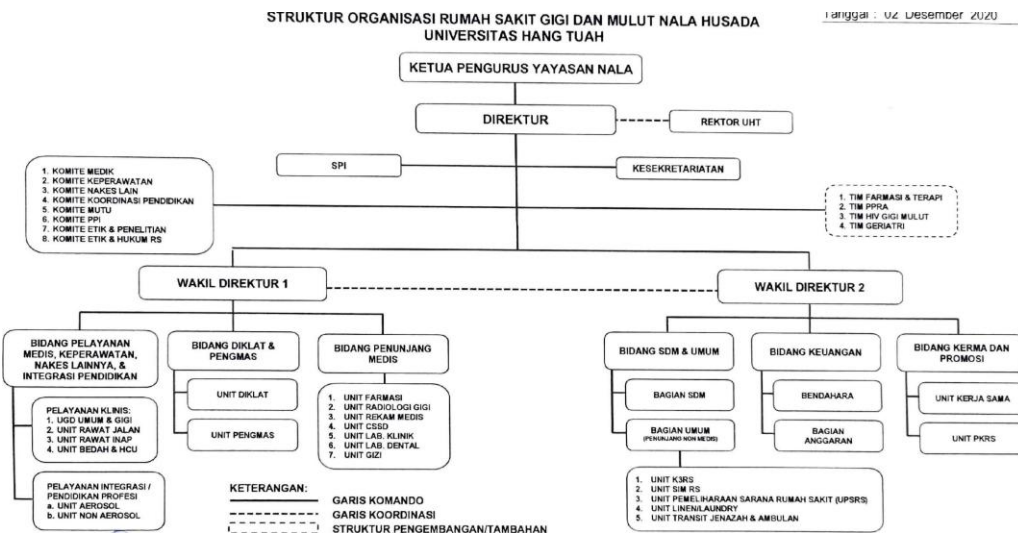 Tanggal : 02 Desember 2020
STRUKTUR ORGANISASI RUMAH SAKIT GIGI DAN MULUT NALA HUSADA
UNIVERSITAS HANG TUAH
KETUA PENGURUS YAYASAN NALA
DIREKTUR
REKTOR UHT
SPI
KESEKRETARIATAN
1. KOMITE MEDIK
2. KOMITE KEPERAWATAN
3. KOMITE NAKES LAIN
4. KOMITE KOORDINASI PENDIDIKAN
5. KOMITE MUTU
6. KOMITE PPI
7. KOMITE ETIK & PENELITIAN
8. KOMITE ETIK & HUKUM RS
1. TIM FARMASI & TERAPI
2. TIM PPRA
3. TIM HIV GIGI MULUT
4. TIM GERIATRI
WAKIL DIREKTUR 1
WAKIL DIREKTUR 2
BIDANG PELAYANAN
MEDIS, KEPERAWATAN,
NAKES LAINNYA, &
INTEGRASI PENDIDIKAN
PELAYANAN KLINIS:
1. UGD UMUM & GIGI
2. UNIT RAWAT JALAN
3. UNIT RAWAT INAP
4. UNIT BEDAH & HCU
PELAYANAN INTEGRASI /
PENDIDIKAN PROFESI
a. UNIT AEROSOL
b. UNIT NON AEROSOL
BIDANG DIKLAT &
PENGMAS
UNIT DIKLAT
UNIT PENGMAS
BIDANG PENUNJANG
MEDIS
1. UNIT FARMASI
2. UNIT RADIOLOGI GIGI
3. UNIT REKAM MEDIS
4. UNIT CSSD
5. UNIT LAB. KLINIK
6. UNIT LAB. DENTAL
7. UNIT GIZI
BIDANG SDM & UMUM
BAGIAN SDM
BAGIAN UMUM
(PENUNJANG NON MEDIS)
1. UNIT K3RS
2. UNIT SIM RS
3. UNIT PEMELIHARAAN SARANA RUMAH SAKIT (UPSRS)
4. UNIT LINEN/LAUNDRY
5. UNIT TRANSIT JENAZAH & AMBULAN
BIDANG KEUANGAN
BENDAHARA
BAGIAN
ANGGARAN
BIDANG KERMA DAN
PROMOSI
UNIT KERJA SAMA
UNIT PKRS
KETERANGAN:
GARIS KOMANDO
GARIS KOORDINASI
STRUKTUR PENGEMBANGAN/TAMBAHAN